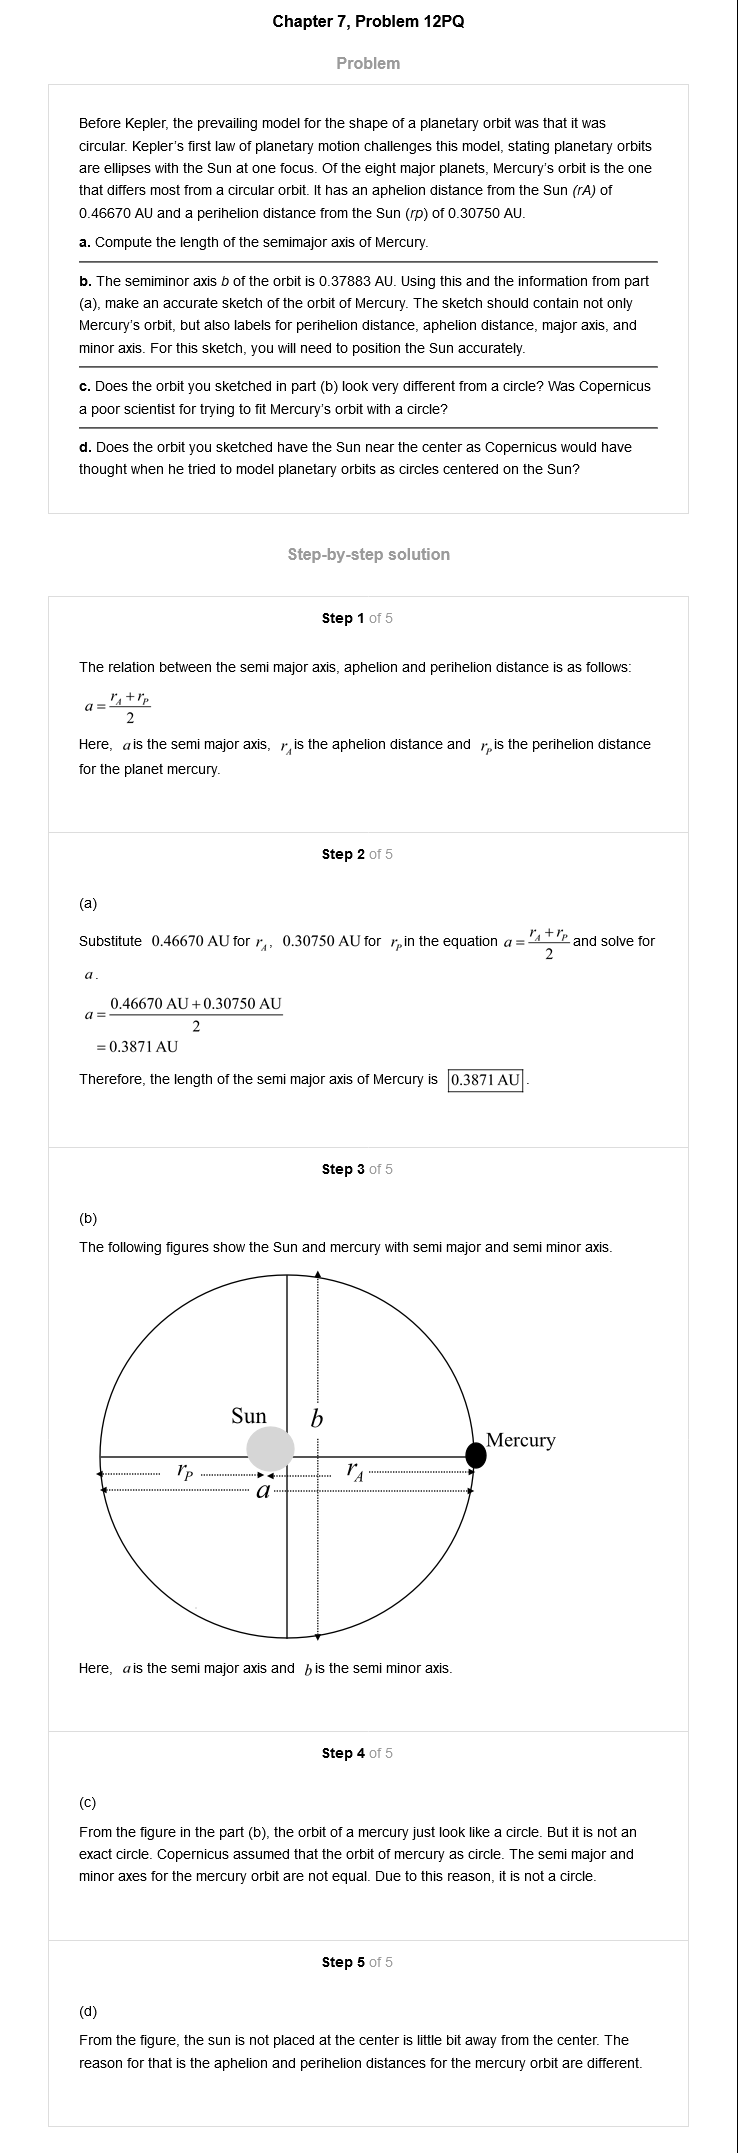 Chapter 7, Problem 12PQ
Problem
Before Kepler, the prevailing model for the shape of a planetary orbit was that it was
circular. Kepler's first law of planetary motion challenges this model, stating planetary orbits
are ellipses with the Sun at one focus. Of the eight major planets, Mercury's orbit is the one
that differs most from a circular orbit. It has an aphelion distance from the Sun (rA) of
0.46670 AU and a perihelion distance from the Sun (rp) of 0.30750 AU.
a. Compute the length of the semimajor axis of Mercury.
b. The semiminor axis b of the orbit is 0.37883 AU. Using this and the information from part
(a), make an accurate sketch of the orbit of Mercury. The sketch should contain not only
Mercury's orbit, but also labels for perihelion distance, aphelion distance, major axis, and
minor axis. For this sketch, you will need to position the Sun accurately.
c. Does the orbit you sketched in part (b) look very different from a circle? Was Copernicus
a poor scientist for trying to fit Mercury's orbit with a circle?
d. Does the orbit you sketched have the Sun near the center as Copernicus would have
thought when he tried to model planetary orbits as circles centered on the Sun?
Step-by-step solution
Step 1 of 5
The relation between the semi major axis, aphelion and perihelion distance is as follows:
a = (r_A + r_P) / 2
Here, a is the semi major axis, r_A is the aphelion distance and r_P is the perihelion distance
for the planet mercury.
Step 2 of 5
(a)
Substitute 0.46670 AU for r_A, 0.30750 AU for r_P in the equation a = (r_A + r_P) / 2 and solve for
a.
a = (0.46670 AU + 0.30750 AU) / 2
= 0.3871 AU
Therefore, the length of the semi major axis of Mercury is 0.3871 AU.
Step 3 of 5
(b)
The following figures show the Sun and mercury with semi major and semi minor axis.
Sun
b
Mercury
r_P
r_A
a
Here, a is the semi major axis and b is the semi minor axis.
Step 4 of 5
(c)
From the figure in the part (b), the orbit of a mercury just look like a circle. But it is not an
exact circle. Copernicus assumed that the orbit of mercury as circle. The semi major and
minor axes for the mercury orbit are not equal. Due to this reason, it is not a circle.
Step 5 of 5
(d)
From the figure, the sun is not placed at the center is little bit away from the center. The
reason for that is the aphelion and perihelion distances for the mercury orbit are different.